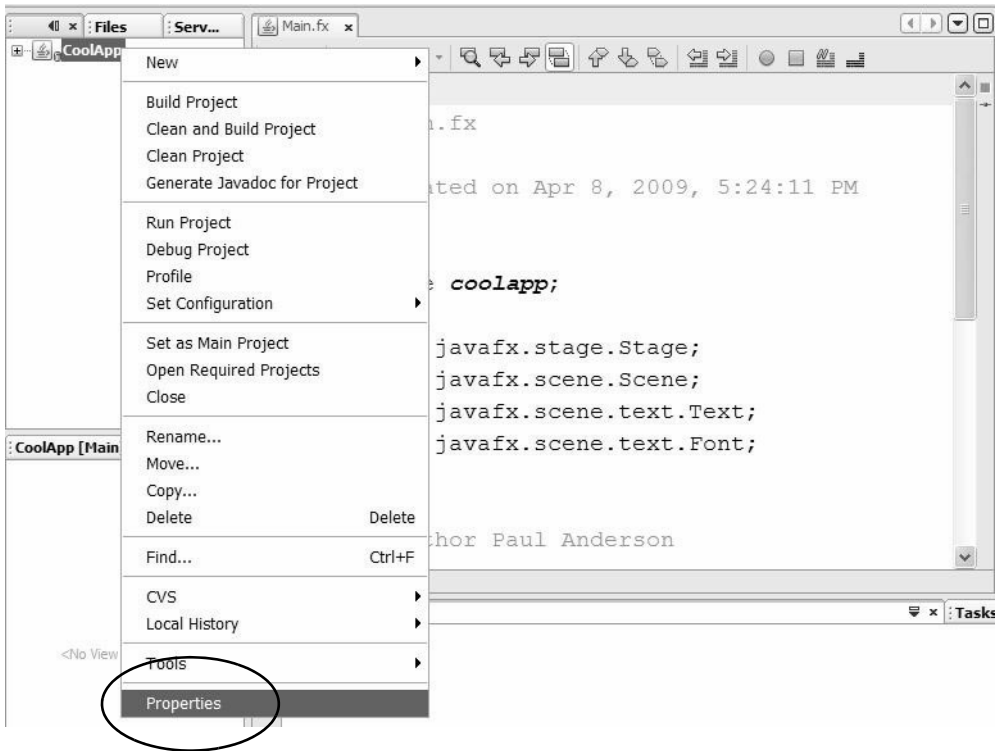 Files
Serv...
Main.fx
CoolApp
New
Build Project
Clean and Build Project
Clean Project
Generate Javadoc for Project
Run Project
Debug Project
Profile
Set Configuration
Set as Main Project
Open Required Projects
Close
Rename...
Move...
Copy...
Delete Delete
Find... Ctrl+F
CVS
Local History
Tools
Properties
.fx
on Apr 8, 2009, 5:24:11 PM
coolapp;
javafx.stage.Stage;
javafx.scene.Scene;
javafx.scene.text.Text;
javafx.scene.text.Font;
Paul Anderson
CoolApp [Main
<No View
Tasks